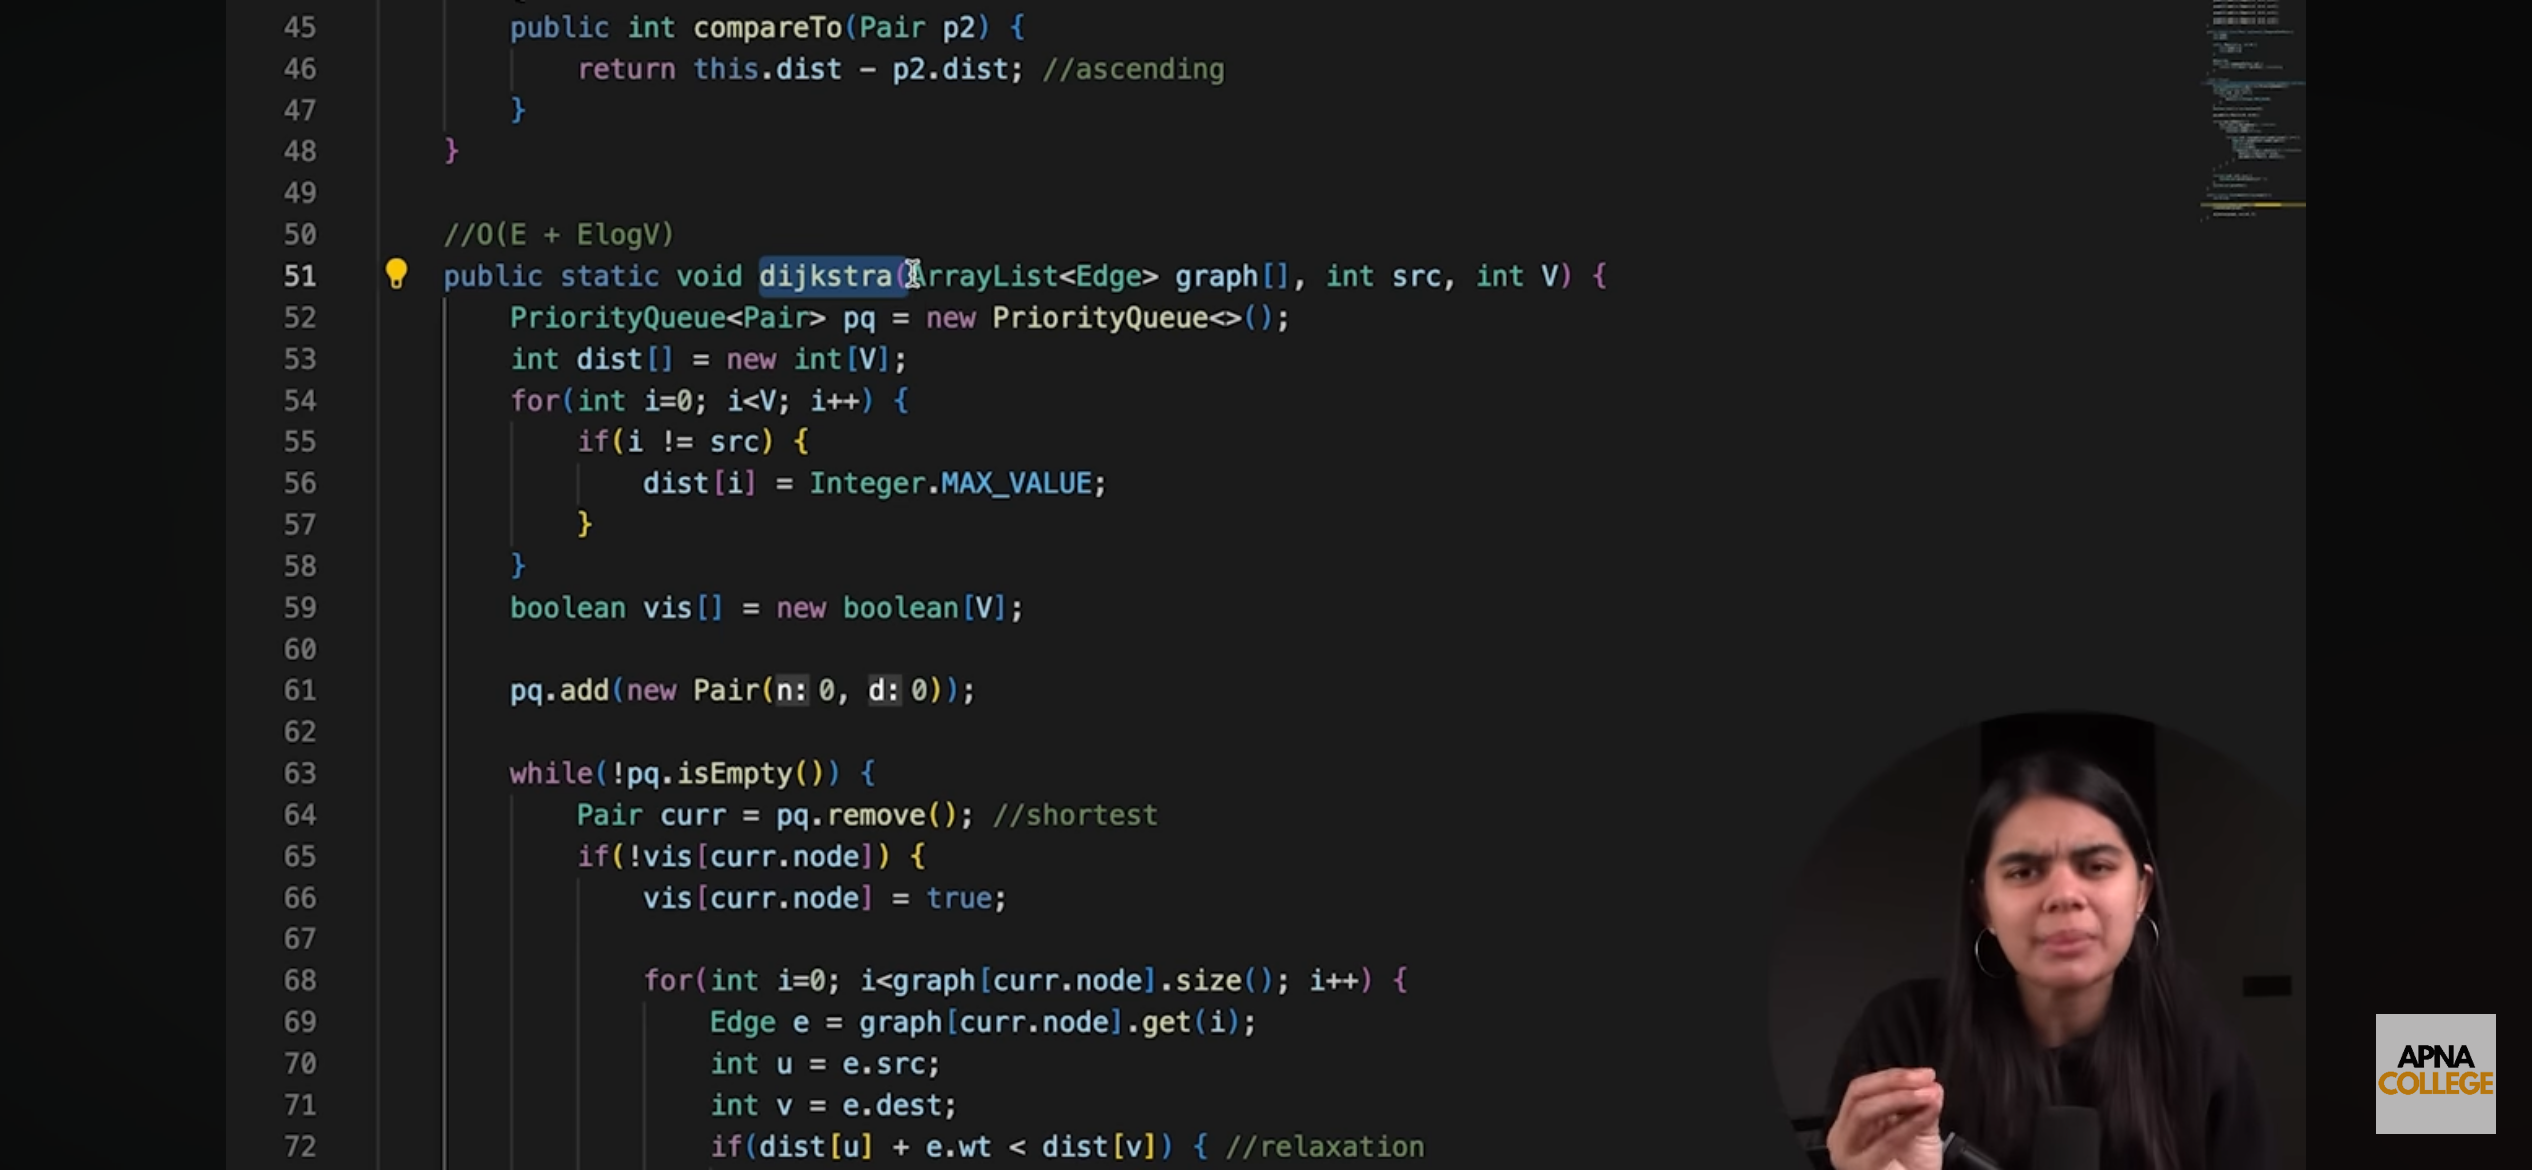 45 public int compareTo(Pair p2) {
46 return this.dist - p2.dist; //ascending
47 }
48 }
49
50 //O(E + ElogV)
51 public static void dijkstra(ArrayList<Edge> graph[], int src, int V) {
52 PriorityQueue<Pair> pq = new PriorityQueue<>();
53 int dist[] = new int[V];
54 for(int i=0; i<V; i++) {
55 if(i != src) {
56 dist[i] = Integer.MAX_VALUE;
57 }
58 }
59 boolean vis[] = new boolean[V];
60
61 pq.add(new Pair(n: 0, d: 0));
62
63 while(!pq.isEmpty()) {
64 Pair curr = pq.remove(); //shortest
65 if(!vis[curr.node]) {
66 vis[curr.node] = true;
67
68 for(int i=0; i<graph[curr.node].size(); i++) {
69 Edge e = graph[curr.node].get(i);
70 int u = e.src;
71 int v = e.dest;
72 if(dist[u] + e.wt < dist[v]) { //relaxation
APNA
COLLEGE